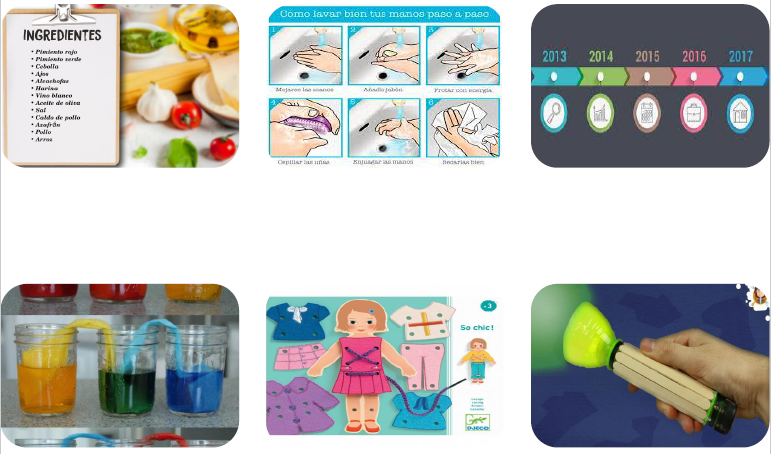 INGREDIENTES
• Pimiento rojo
• Pimiento verde
• Cebolla
• Ajos
• Alcachofas
• Harina
• Vino blanco
• Aceite de oliva
• Sal
• Caldo de pollo
• Azafrán
• Pollo
• Arroz
Como lavar bien tus manos paso a paso
1 2 3
Mojarse las manos Añadir jabón Frotar con energía
4 5 6
Cepillar las uñas Enjuagar las manos Secarlas bien
2013 2014 2015 2016 2017
+3
So chic!
DJECO